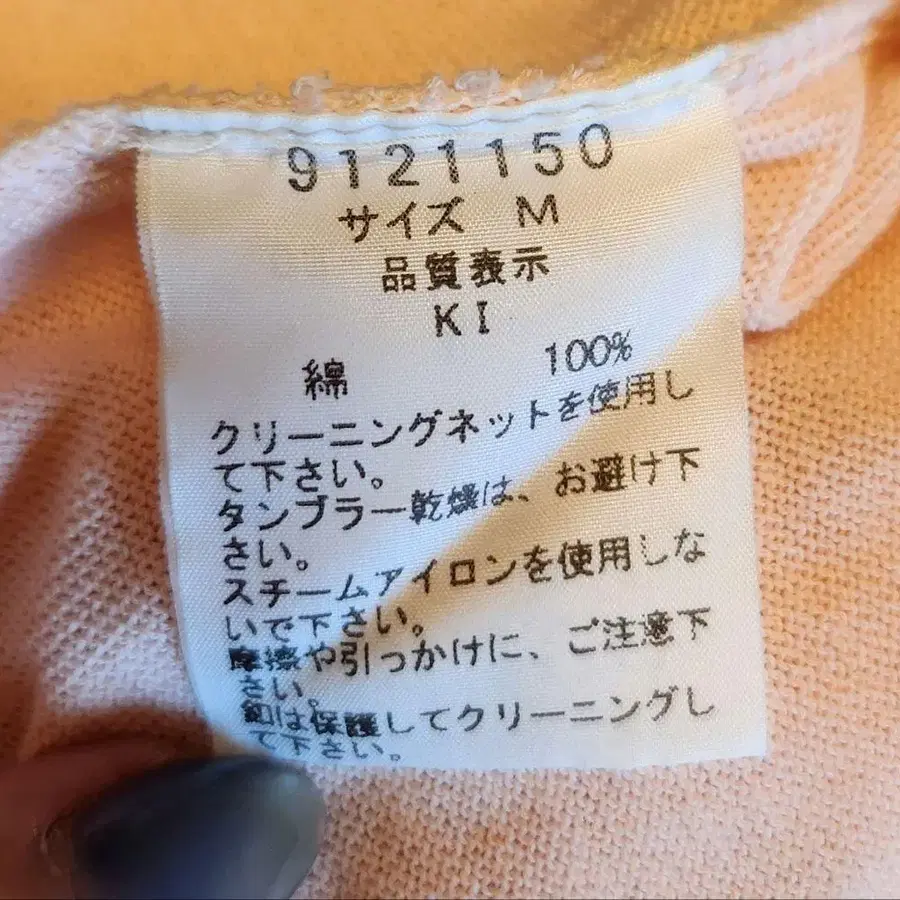 9121150
サイズ M
品質表示
KI
綿 100%
クリーニングネットを使用し
て下さい。
タンブラー乾燥は、お避け下
さい。
スチームアイロンを使用しな
いで下さい。
摩擦や引っかけに、ご注意下
さい。
釦は保護してクリーニングし
て下さい。